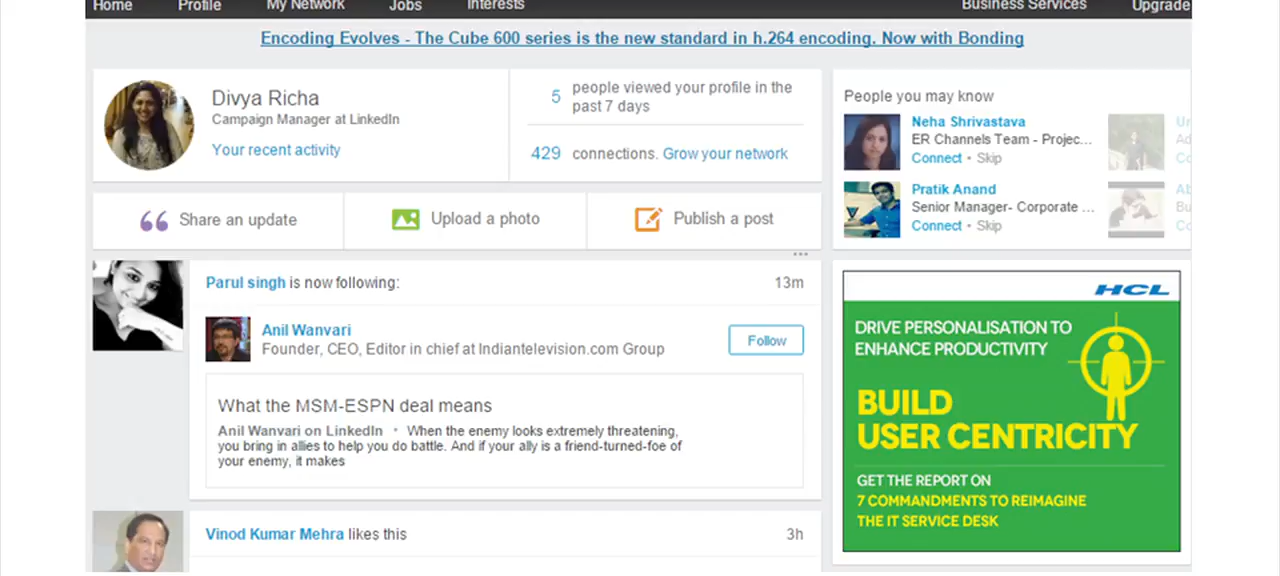 Home Profile My Network Jobs Interests Business Services Upgrade
Encoding Evolves - The Cube 600 series is the new standard in h.264 encoding. Now with Bonding
Divya Richa
Campaign Manager at LinkedIn
Your recent activity
5 people viewed your profile in the
past 7 days
429 connections. Grow your network
People you may know
Neha Shrivastava
ER Channels Team - Projec...
Connect • Skip
Pratik Anand
Senior Manager- Corporate ...
Connect • Skip
Ur
Ad
Co
Ab
Bu
Co
Share an update
Upload a photo
Publish a post
Parul singh is now following:
13m
Anil Wanvari
Founder, CEO, Editor in chief at Indiantelevision.com Group
Follow
What the MSM-ESPN deal means
Anil Wanvari on LinkedIn • When the enemy looks extremely threatening,
you bring in allies to help you do battle. And if your ally is a friend-turned-foe of
your enemy, it makes
Vinod Kumar Mehra likes this
3h
HCL
DRIVE PERSONALISATION TO
ENHANCE PRODUCTIVITY
BUILD
USER CENTRICITY
GET THE REPORT ON
7 COMMANDMENTS TO REIMAGINE
THE IT SERVICE DESK